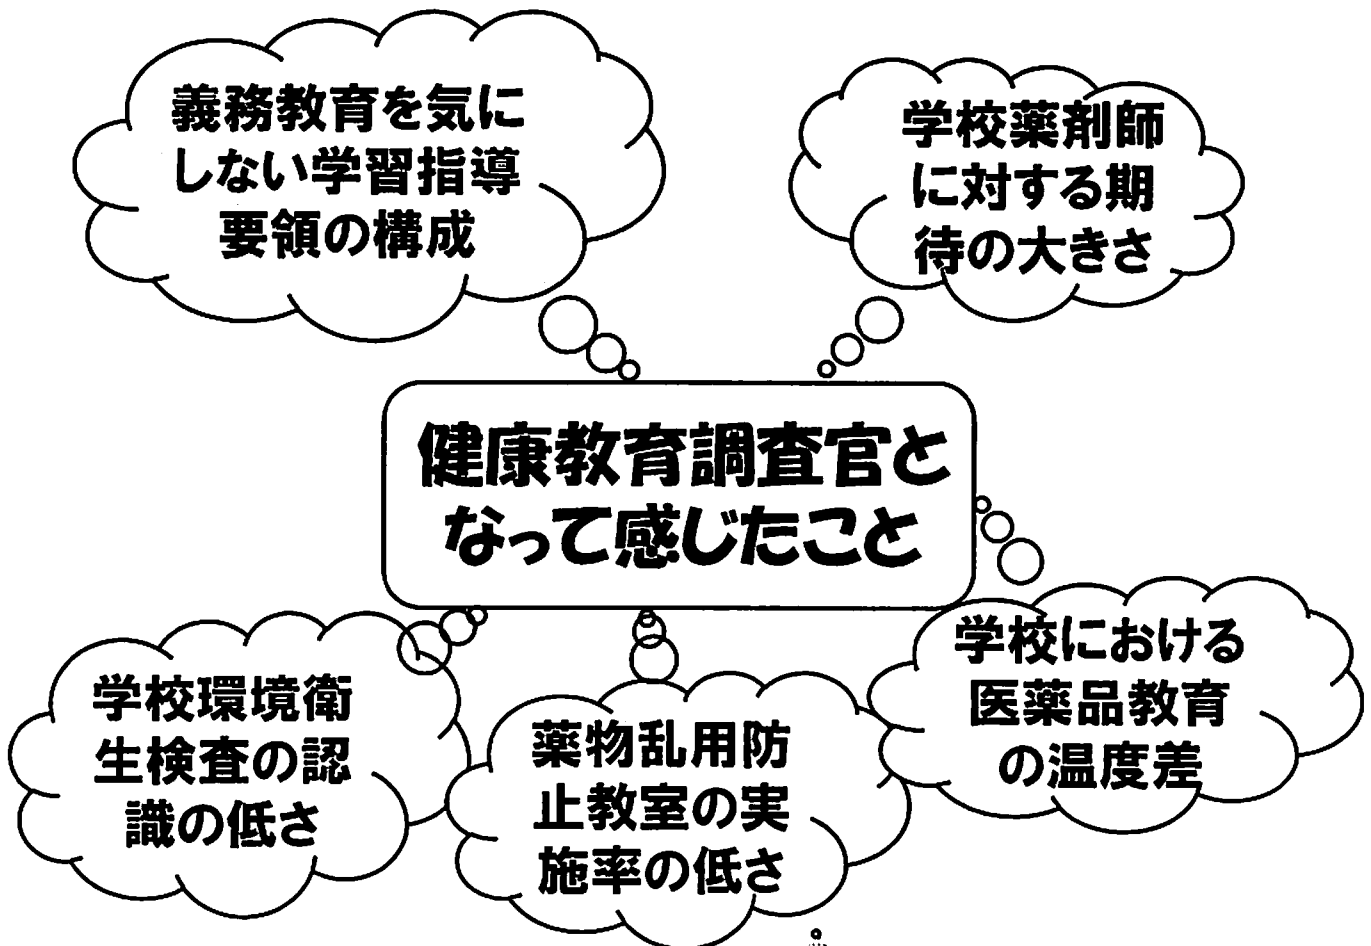 義務教育を気に
しない学習指導
要領の構成
学校薬剤師
に対する期
待の大きさ
健康教育調査官と
なって感じたこと
学校における
医薬品教育
の温度差
学校環境衛
生検査の認
識の低さ
薬物乱用防
止教室の実
施率の低さ